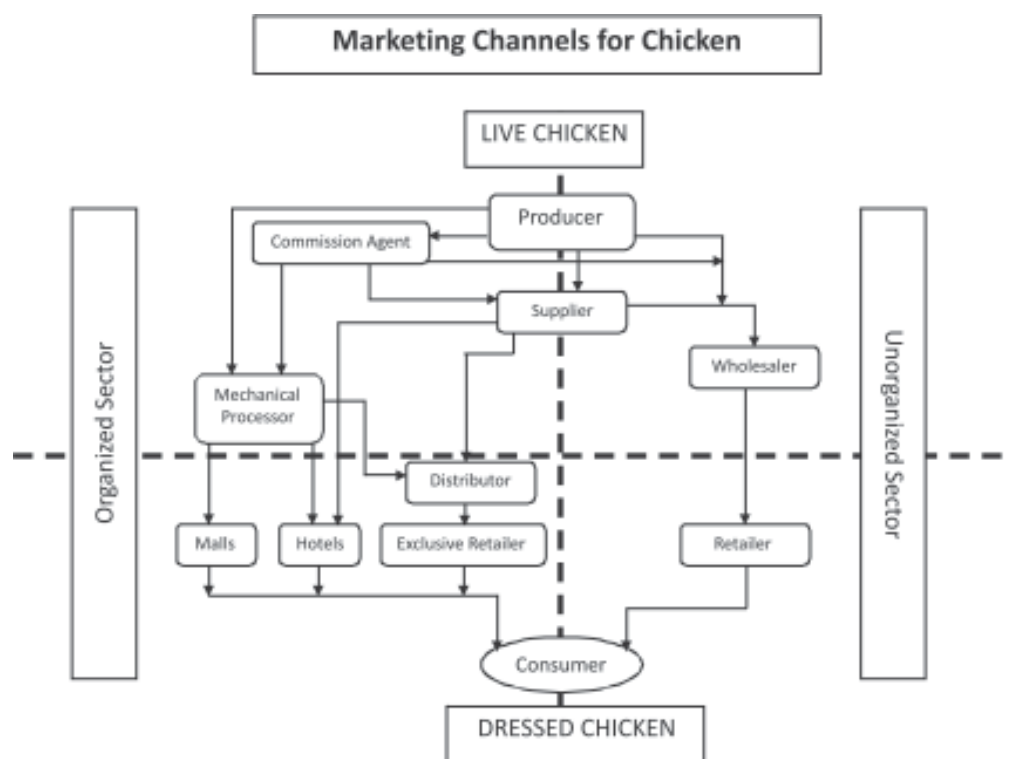 Marketing Channels for Chicken
LIVE CHICKEN
Producer
Commission Agent
Supplier
Wholesaler
Mechanical
Processor
Organized Sector
Unorganized Sector
Distributor
Malls
Hotels
Exclusive Retailer
Retailer
Consumer
DRESSED CHICKEN